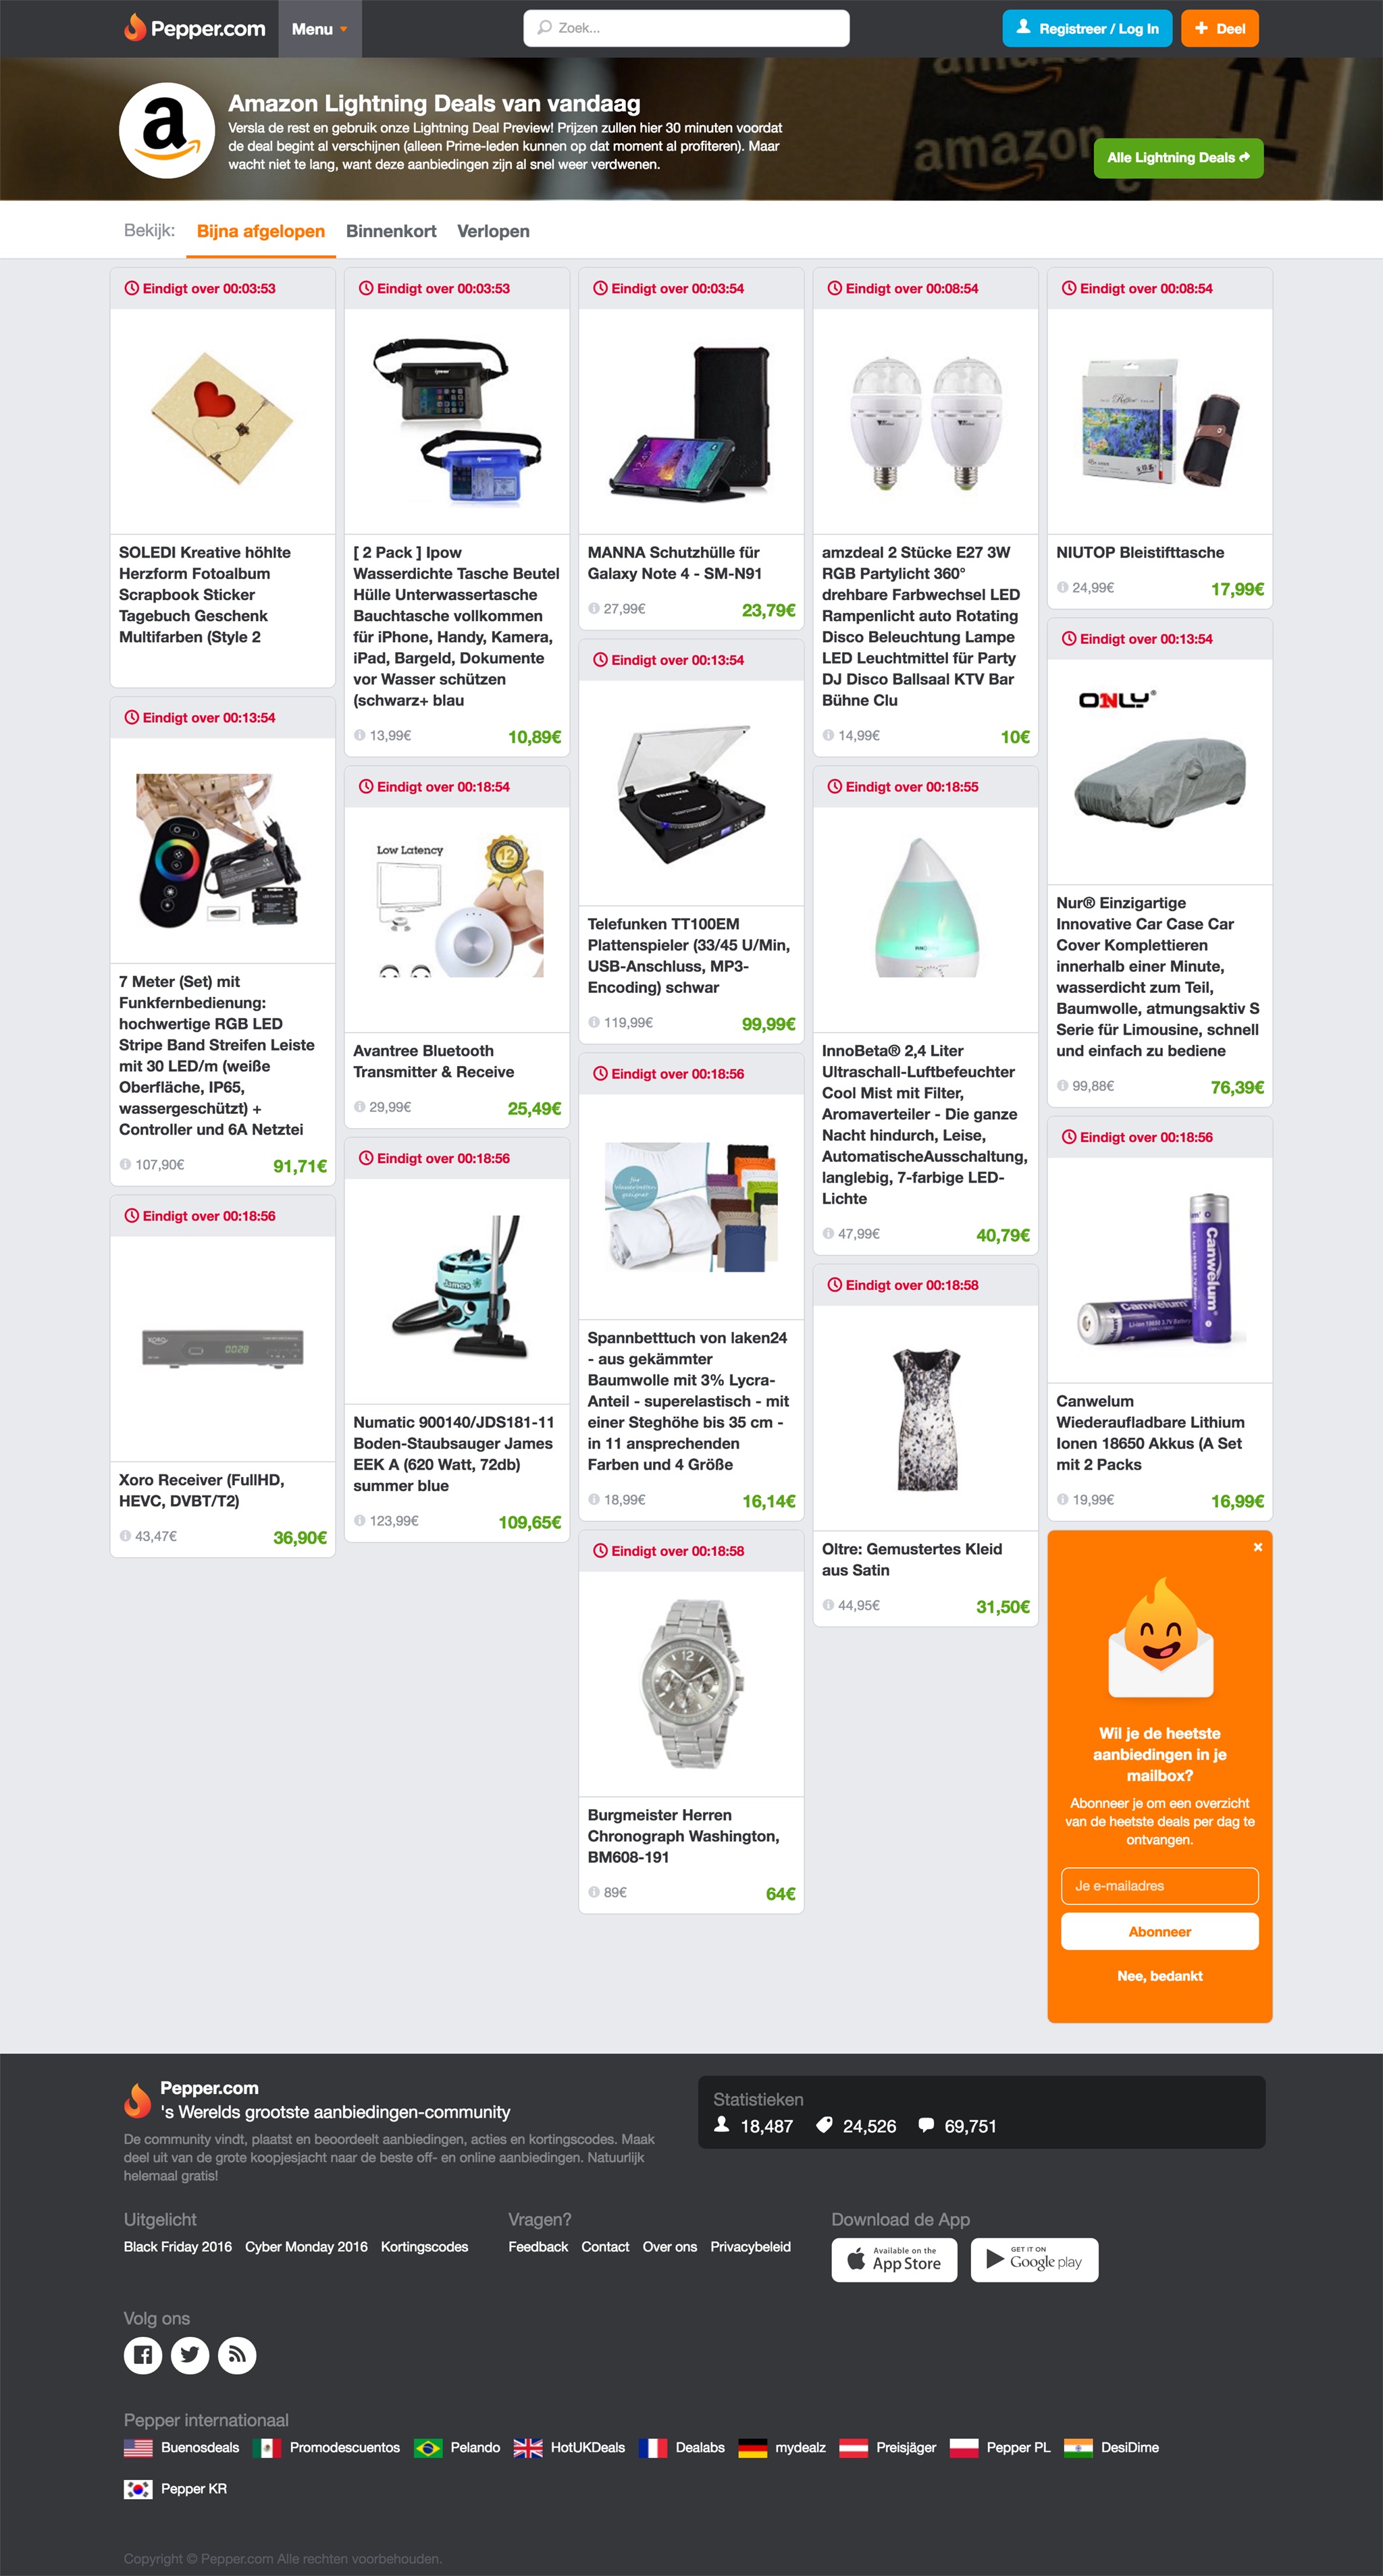 Pepper.com
Menu
Zoek...
Registreer / Log In
Deel
Amazon Lightning Deals van vandaag
Versla de rest en gebruik onze Lightning Deal Preview! Prijzen zullen hier 30 minuten voordat
de deal begint al verschijnen (alleen Prime-leden kunnen op dat moment al profiteren). Maar
wacht niet te lang, want deze aanbiedingen zijn al snel weer verdwenen.
amazon
Alle Lightning Deals
Bekijk:
Bijna afgelopen
Binnenkort
Verlopen
Eindigt over 00:03:53
SOLEDI Kreative höhlte
Herzform Fotoalbum
Scrapbook Sticker
Tagebuch Geschenk
Multifarben (Style 2
Eindigt over 00:13:54
7 Meter (Set) mit
Funkfernbedienung:
hochwertige RGB LED
Stripe Band Streifen Leiste
mit 30 LED/m (weiße
Oberfläche, IP65,
wassergeschützt) +
Controller und 6A Netztei
107,90€
91,71€
Eindigt over 00:18:56
XORO
0028
Xoro Receiver (FullHD,
HEVC, DVBT/T2)
43,47€
36,90€
Eindigt over 00:03:53
[ 2 Pack ] Ipow
Wasserdichte Tasche Beutel
Hülle Unterwassertasche
Bauchtasche vollkommen
für iPhone, Handy, Kamera,
iPad, Bargeld, Dokumente
vor Wasser schützen
(schwarz+ blau
13,99€
10,89€
Eindigt over 00:18:54
Low Latency
12
Avantree Bluetooth
Transmitter & Receive
29,99€
25,49€
Eindigt over 00:18:56
James
Numatic 900140/JDS181-11
Boden-Staubsauger James
EEK A (620 Watt, 72db)
summer blue
123,99€
109,65€
Eindigt over 00:03:54
MANNA Schutzhülle für
Galaxy Note 4 - SM-N91
27,99€
23,79€
Eindigt over 00:13:54
TELEFUNKEN
Telefunken TT100EM
Plattenspieler (33/45 U/Min,
USB-Anschluss, MP3-
Encoding) schwar
119,99€
99,99€
Eindigt over 00:18:56
für
Wasserbetten
geeignet
Spannbetttuch von laken24
- aus gekämmter
Baumwolle mit 3% Lycra-
Anteil - superelastisch - mit
einer Steghöhe bis 35 cm -
in 11 ansprechenden
Farben und 4 Größe
18,99€
16,14€
Eindigt over 00:18:58
12
Burgmeister Herren
Chronograph Washington,
BM608-191
89€
64€
Eindigt over 00:08:54
amzdeal 2 Stücke E27 3W
RGB Partylicht 360°
drehbare Farbwechsel LED
Rampenlicht auto Rotating
Disco Beleuchtung Lampe
LED Leuchtmittel für Party
DJ Disco Ballsaal KTV Bar
Bühne Clu
14,99€
10€
Eindigt over 00:18:55
InnoBeta® 2,4 Liter
Ultraschall-Luftbefeuchter
Cool Mist mit Filter,
Aromaverteiler - Die ganze
Nacht hindurch, Leise,
AutomatischeAusschaltung,
langlebig, 7-farbige LED-
Lichte
47,99€
40,79€
Eindigt over 00:18:58
Oltre: Gemustertes Kleid
aus Satin
44,95€
31,50€
Eindigt over 00:08:54
NIUTOP Bleistifttasche
24,99€
17,99€
Eindigt over 00:13:54
ONLY®
Nur® Einzigartige
Innovative Car Case Car
Cover Komplettieren
innerhalb einer Minute,
wasserdicht zum Teil,
Baumwolle, atmungsaktiv S
Serie für Limousine, schnell
und einfach zu bediene
99,88€
76,39€
Eindigt over 00:18:56
Canwelum
Canwelum
Canwelum
Wiederaufladbare Lithium
Ionen 18650 Akkus (A Set
mit 2 Packs
19,99€
16,99€
Wil je de heetste
aanbiedingen in je
mailbox?
Abonneer je om een overzicht
van de heetste deals per dag te
ontvangen.
Je e-mailadres
Abonneer
Nee, bedankt
Pepper.com
's Werelds grootste aanbiedingen-community
De community vindt, plaatst en beoordeelt aanbiedingen, acties en kortingscodes. Maak
deel uit van de grote koopjesjacht naar de beste off- en online aanbiedingen. Natuurlijk
helemaal gratis!
Statistieken
18,487 24,526 69,751
Uitgelicht
Black Friday 2016 Cyber Monday 2016 Kortingscodes
Vragen?
Feedback Contact Over ons Privacybeleid
Download de App
Available on the
App Store
GET IT ON
Google play
Volg ons
Pepper internationaal
Buenosdeals Promodescuentos Pelando HotUKDeals Dealabs mydealz Preisjäger Pepper PL DesiDime
Pepper KR
Copyright © Pepper.com Alle rechten voorbehouden.